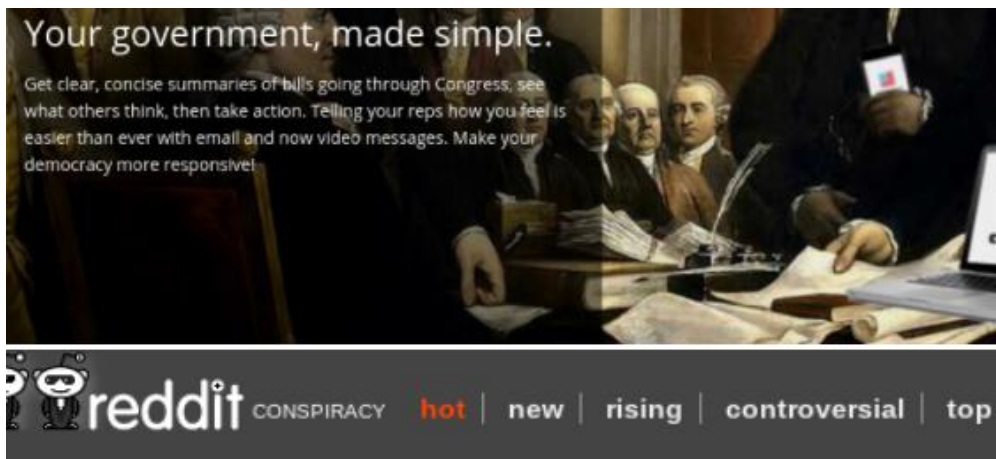 Your government, made simple.
Get clear, concise summaries of bills going through Congress, see
what others think, then take action. Telling your reps how you feel is
easier than ever with email and now video messages. Make your
democracy more responsive!
reddit CONSPIRACY hot new rising controversial top